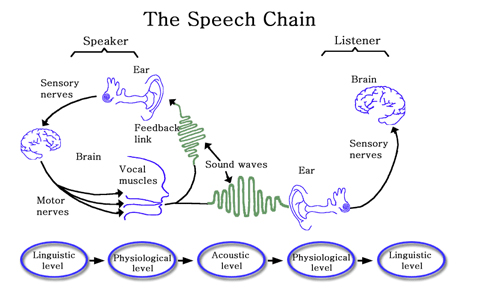 The Speech Chain
Speaker
Listener
Ear
Sensory
nerves
Feedback
link
Brain
Vocal
muscles
Motor
nerves
Sound waves
Ear
Brain
Sensory
nerves
Linguistic
level
Physiological
level
Acoustic
level
Physiological
level
Linguistic
level